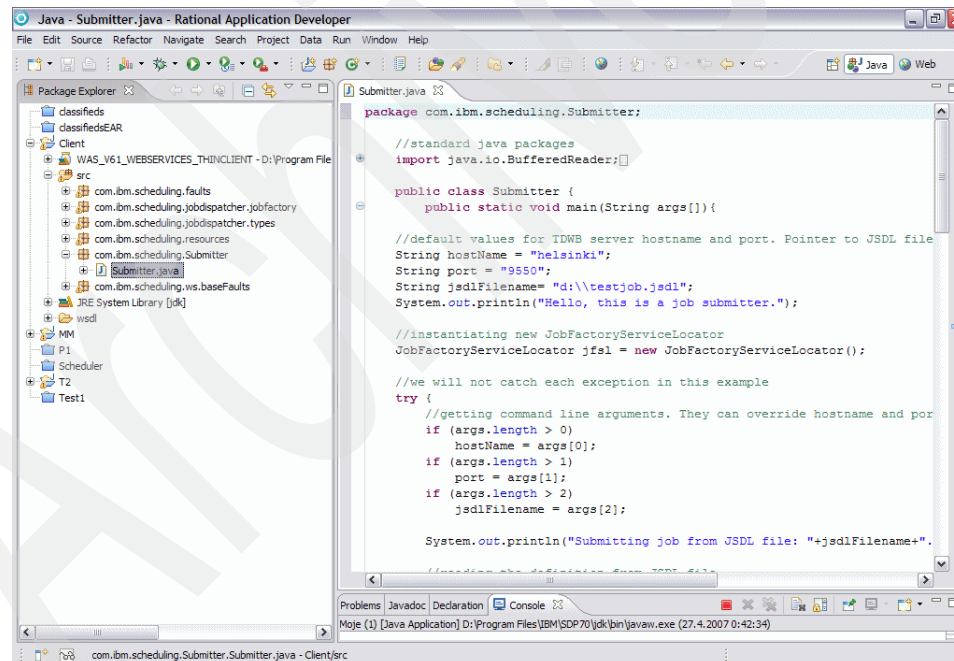 Java - Submitter.java - Rational Application Developer
File Edit Source Refactor Navigate Search Project Data Run Window Help
Java Web
Package Explorer
classifieds
classifiedsEAR
Client
WAS_V61_WEBSERVICES_THINCLIENT - D:\Program File
src
com.ibm.scheduling.faults
com.ibm.scheduling.jobdispatcher.jobfactory
com.ibm.scheduling.jobdispatcher.types
com.ibm.scheduling.resources
com.ibm.scheduling.Submitter
Submitter.java
com.ibm.scheduling.ws.baseFaults
JRE System Library [jdk]
wsdl
MM
P1
Scheduler
T2
Test1
Submitter.java
package com.ibm.scheduling.Submitter;
//standard java packages
import java.io.BufferedReader;
public class Submitter {
public static void main(String args[]){
//default values for TDWB server hostname and port. Pointer to JSDL file
String hostName = "helsinki";
String port = "9550";
String jsdlFilename= "d:\\testjob.jsdl";
System.out.println("Hello, this is a job submitter.");
//instantiating new JobFactoryServiceLocator
JobFactoryServiceLocator jfsl = new JobFactoryServiceLocator();
//we will not catch each exception in this example
try {
//getting command line arguments. They can override hostname and por
if (args.length > 0)
hostName = args[0];
if (args.length > 1)
port = args[1];
if (args.length > 2)
jsdlFilename = args[2];
System.out.println("Submitting job from JSDL file: "+jsdlFilename+".
//reading the definition from JSDL file
Problems Javadoc Declaration Console
Moje (1) [Java Application] D:\Program Files\IBM\SDP70\jdk\bin\javaw.exe (27.4.2007 0:42:34)
com.ibm.scheduling.Submitter.Submitter.java - Client/src